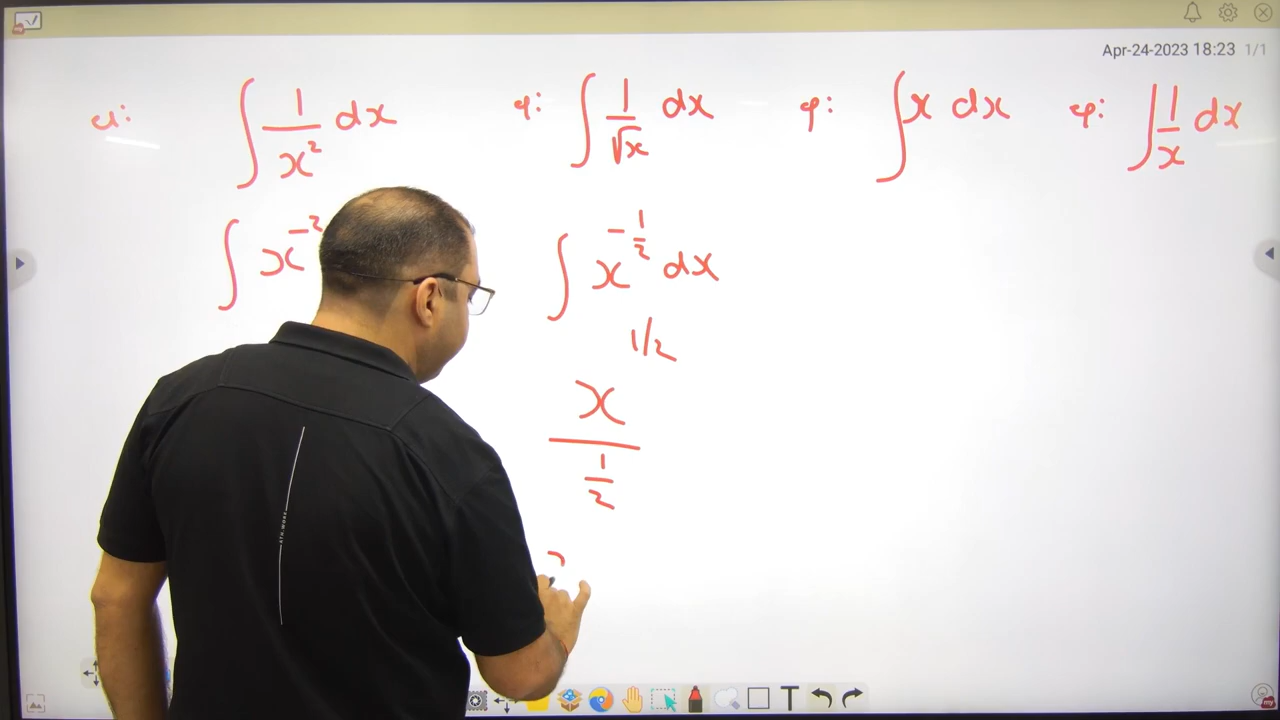 Apr-24-2023 18:23 1/1
∫ 1/x² dx
φ: ∫ 1/√x dx
φ: ∫ x dx
φ: ∫ 1/x dx
∫ x⁻²
∫ x^(-1/2) dx
x^(1/2) / (1/2)